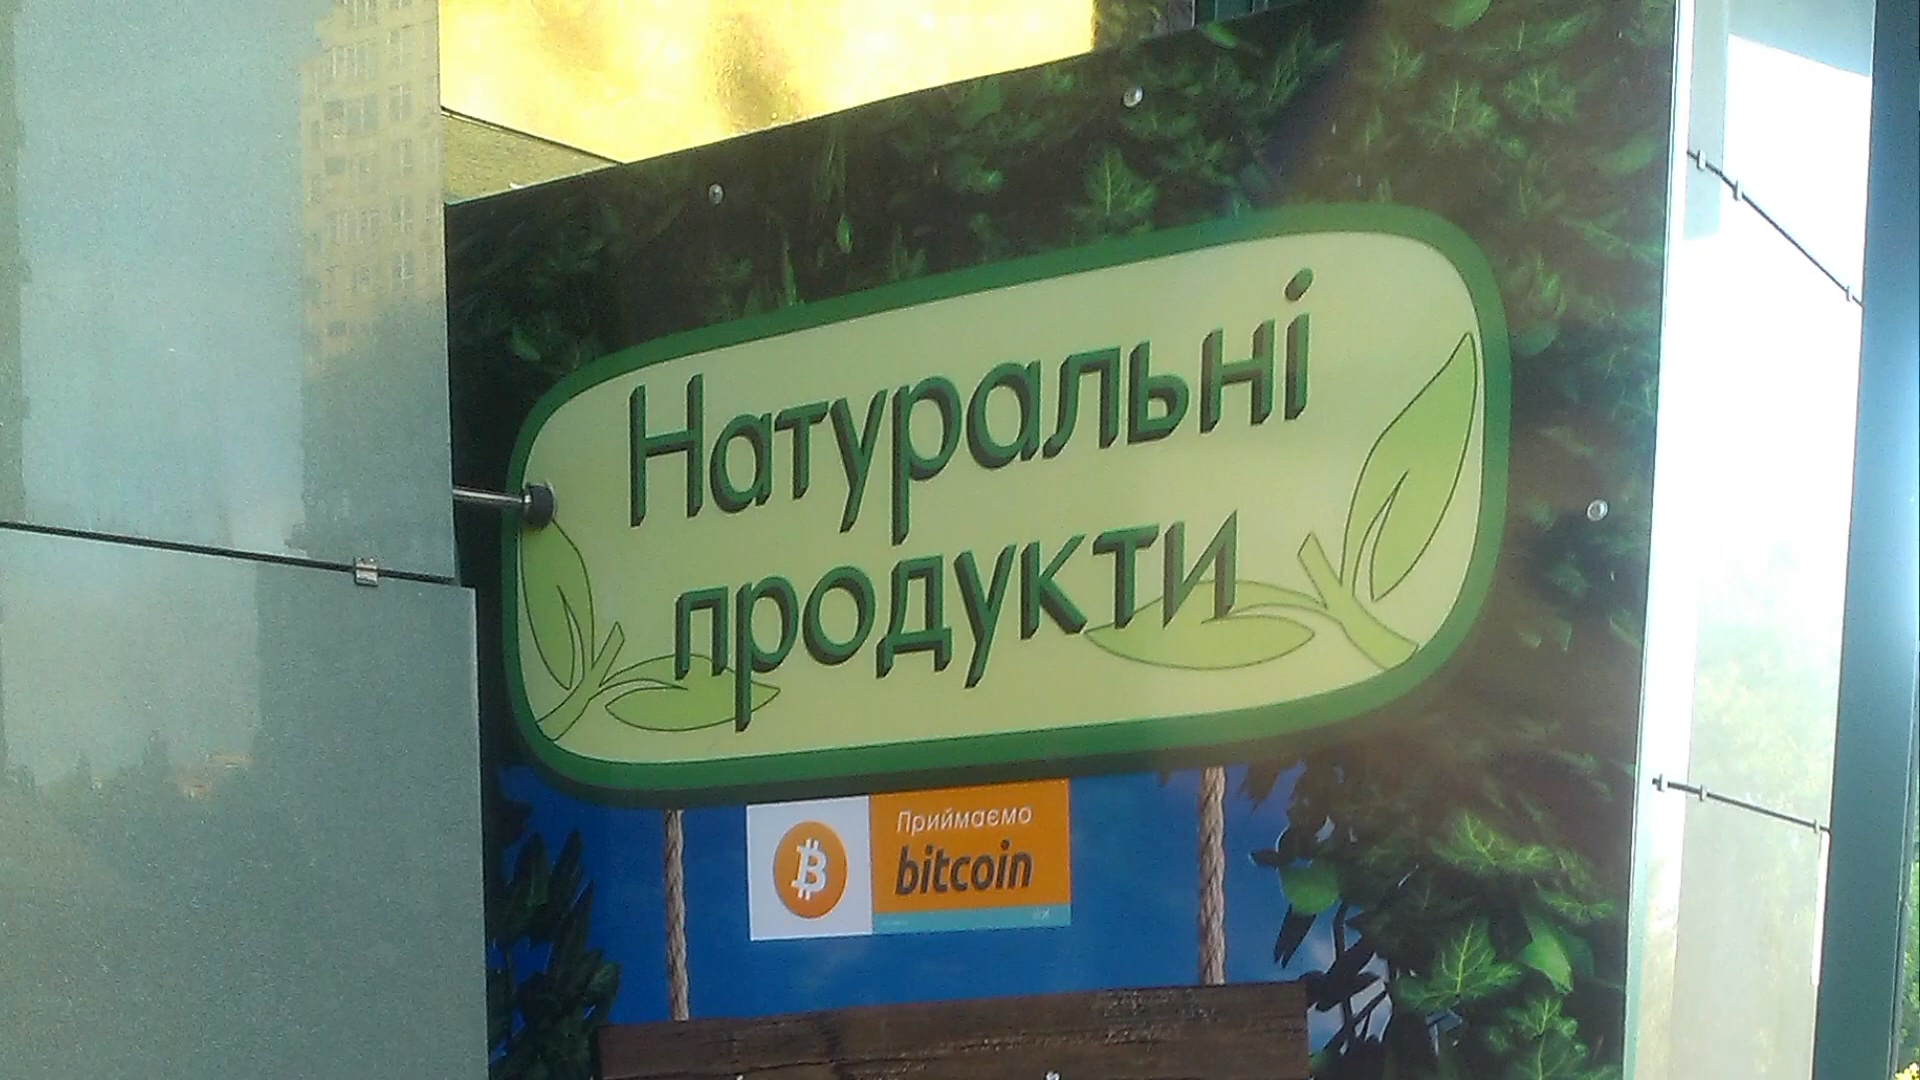 Натуральні
продукти
Приймаємо
bitcoin